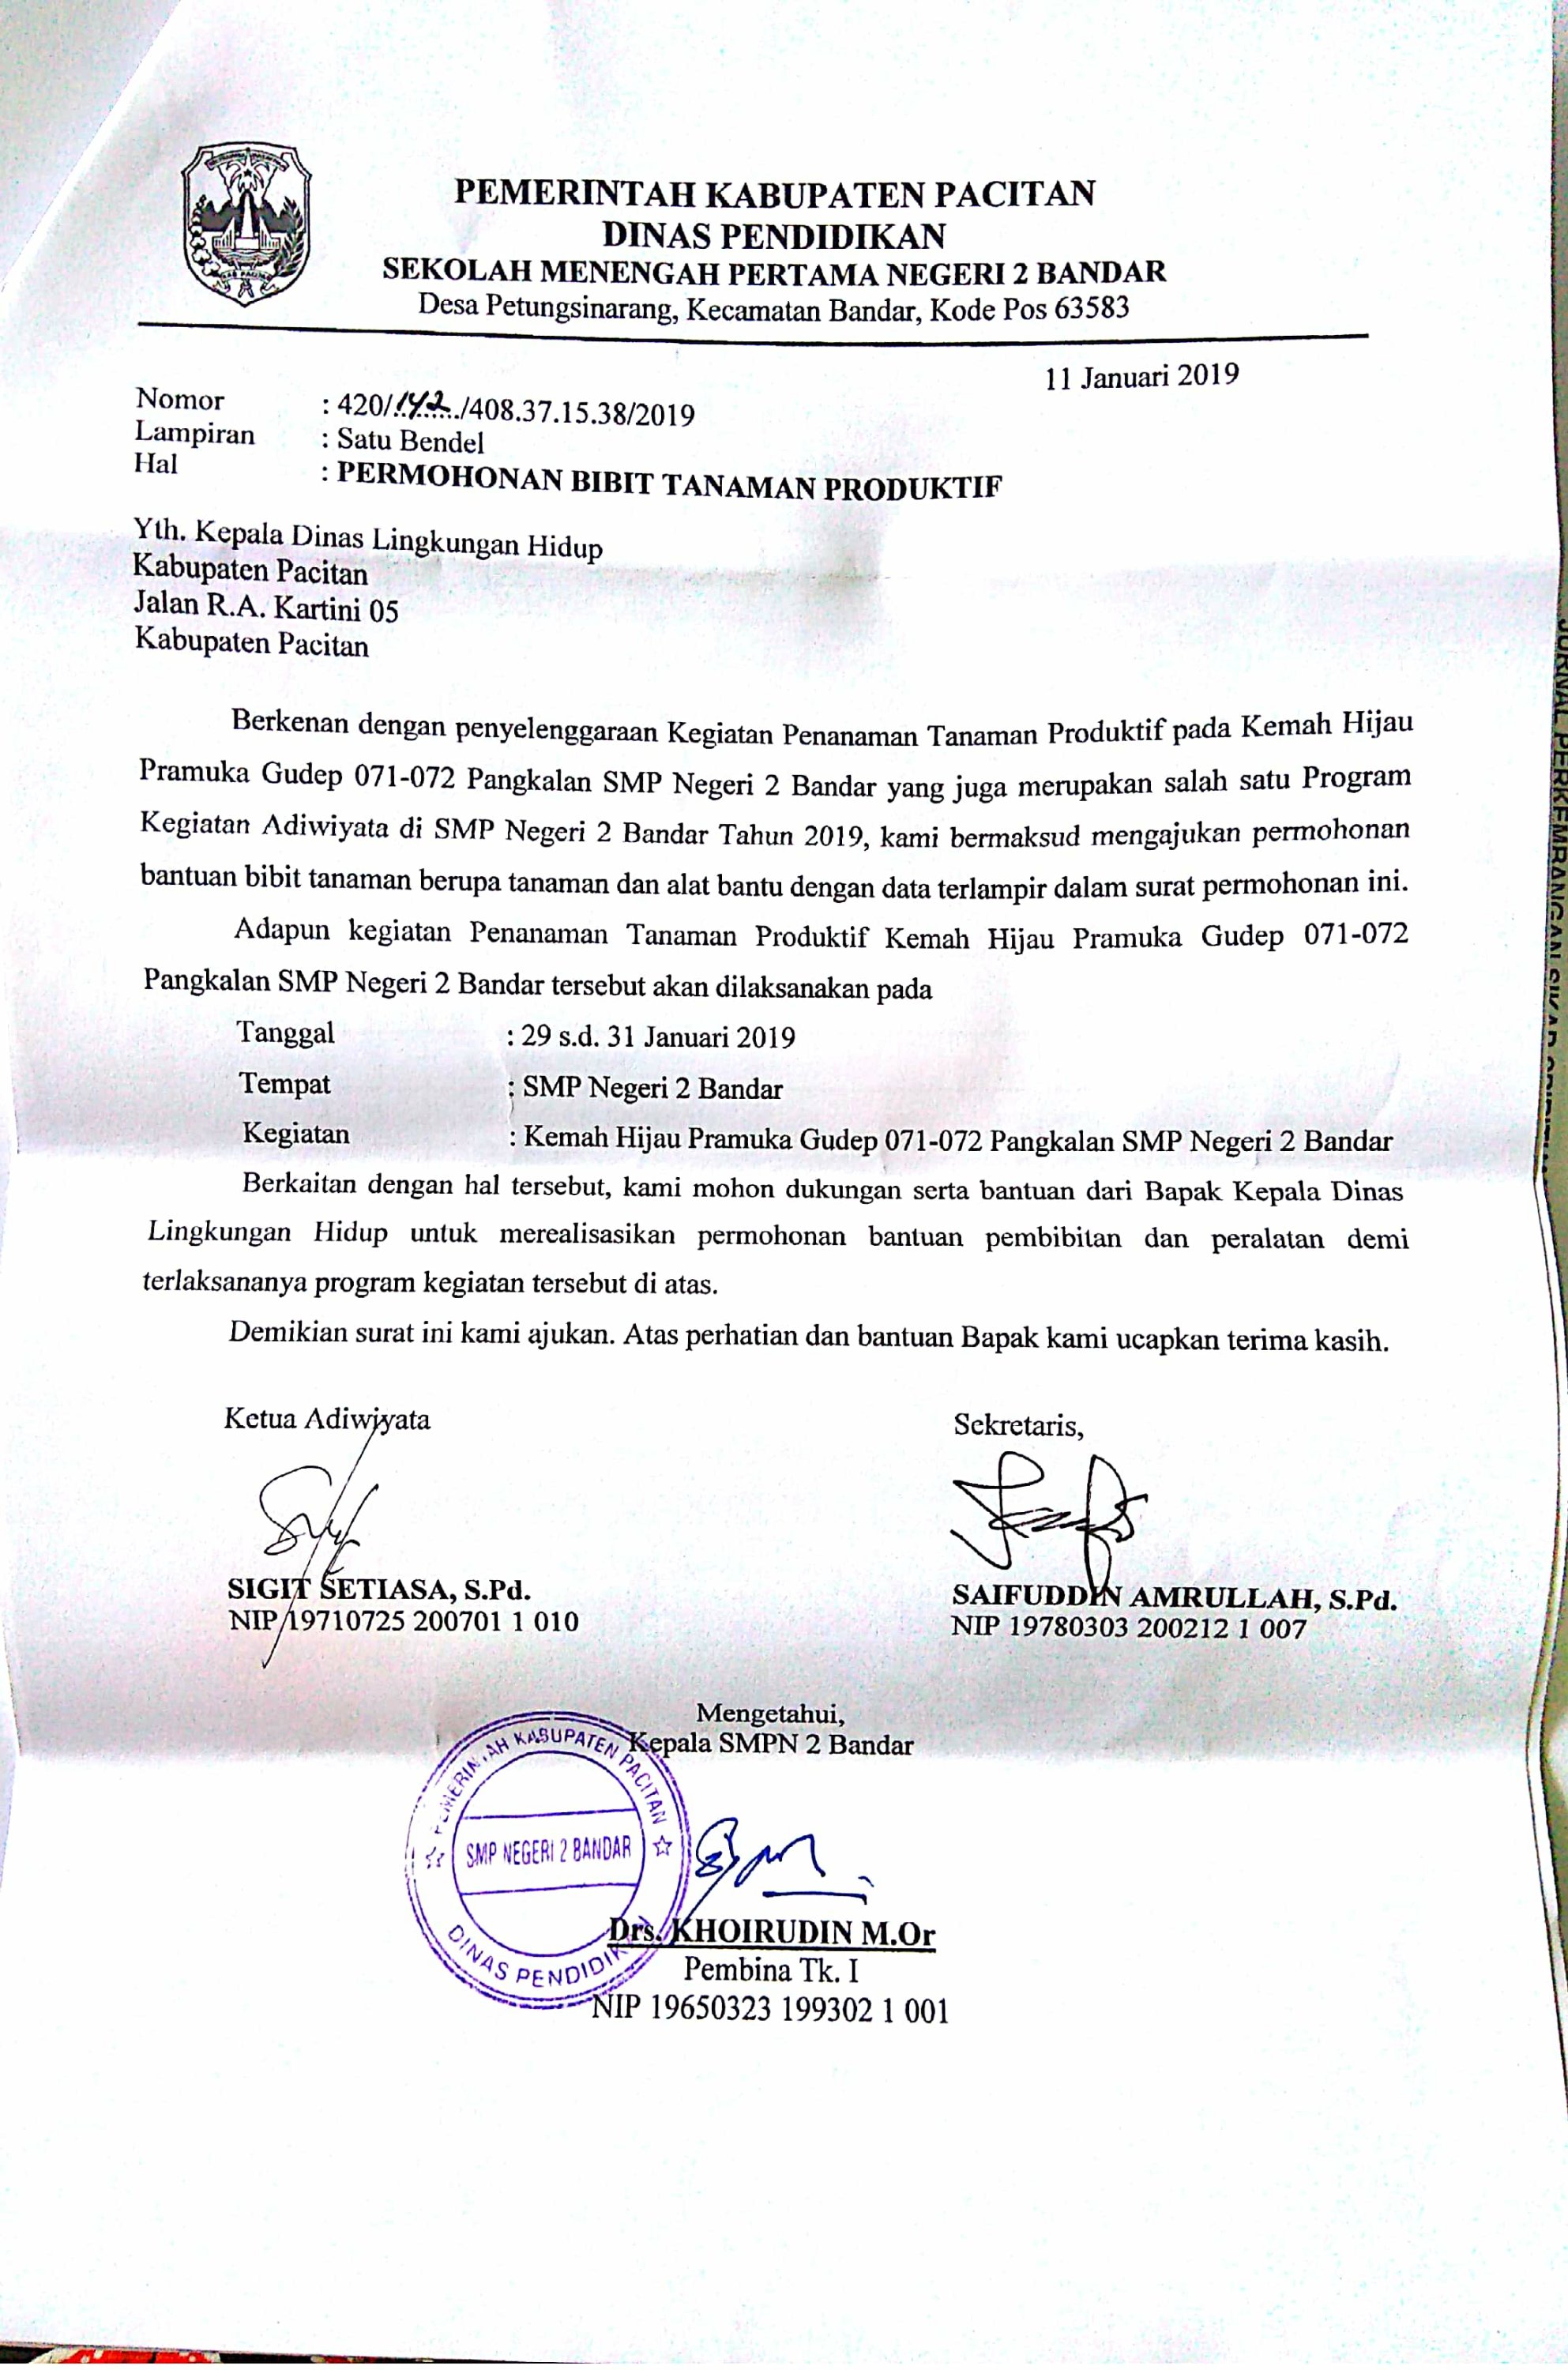 PEMERINTAH KABUPATEN PACITAN
DINAS PENDIDIKAN
SEKOLAH MENENGAH PERTAMA NEGERI 2 BANDAR
Desa Petungsinarang, Kecamatan Bandar, Kode Pos 63583
11 Januari 2019
Nomor : 420/142/408.37.15.38/2019
Lampiran : Satu Bendel
Hal : PERMOHONAN BIBIT TANAMAN PRODUKTIF
Yth. Kepala Dinas Lingkungan Hidup
Kabupaten Pacitan
Jalan R.A. Kartini 05
Kabupaten Pacitan
Berkenan dengan penyelenggaraan Kegiatan Penanaman Tanaman Produktif pada Kemah Hijau
Pramuka Gudep 071-072 Pangkalan SMP Negeri 2 Bandar yang juga merupakan salah satu Program
Kegiatan Adiwiyata di SMP Negeri 2 Bandar Tahun 2019, kami bermaksud mengajukan permohonan
bantuan bibit tanaman berupa tanaman dan alat bantu dengan data terlampir dalam surat permohonan ini.
Adapun kegiatan Penanaman Tanaman Produktif Kemah Hijau Pramuka Gudep 071-072
Pangkalan SMP Negeri 2 Bandar tersebut akan dilaksanakan pada
Tanggal : 29 s.d. 31 Januari 2019
Tempat : SMP Negeri 2 Bandar
Kegiatan : Kemah Hijau Pramuka Gudep 071-072 Pangkalan SMP Negeri 2 Bandar
Berkaitan dengan hal tersebut, kami mohon dukungan serta bantuan dari Bapak Kepala Dinas
Lingkungan Hidup untuk merealisasikan permohonan bantuan pembibitan dan peralatan demi
terlaksananya program kegiatan tersebut di atas.
Demikian surat ini kami ajukan. Atas perhatian dan bantuan Bapak kami ucapkan terima kasih.
Ketua Adiwiyata
SIGIT SETIASA, S.Pd.
NIP 19710725 200701 1 010
Sekretaris,
SAIFUDDIN AMRULLAH, S.Pd.
NIP 19780303 200212 1 007
Mengetahui,
Kepala SMPN 2 Bandar
PEMERINTAH KABUPATEN PACITAN
SMP NEGERI 2 BANDAR
DINAS PENDIDIKAN
Drs. KHOIRUDIN M.Or
Pembina Tk. I
NIP 19650323 199302 1 001
JURNAL PERKEMBANGAN SIKAP